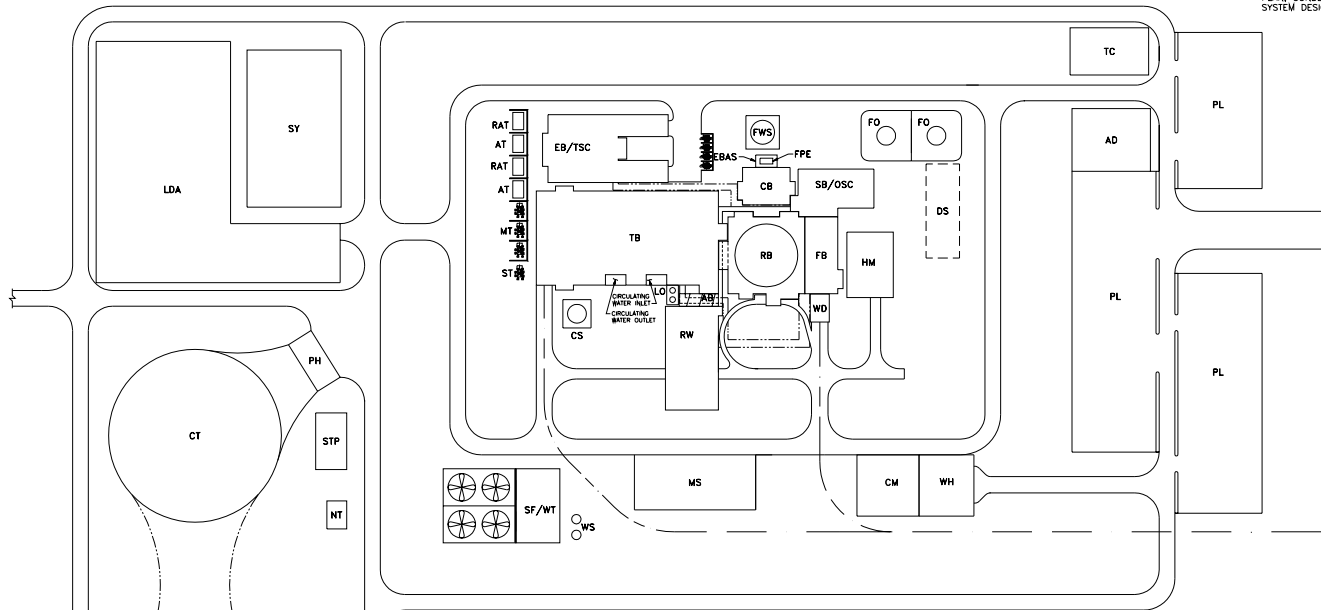 SYSTEM DESI
TC
SY
LDA
PL
RAT
AT
RAT
AT
MT
ST
EB/TSC
EBAS
FWS
FPE
CB
SB/OSC
FO
FO
DS
AD
TB
RB
FB
HM
CIRCULATING
WATER INLET
CIRCULATING
WATER OUTLET
LO
AB
WD
CS
RW
PL
PL
PH
CT
STP
NT
SF/WT
WS
MS
CM
WH